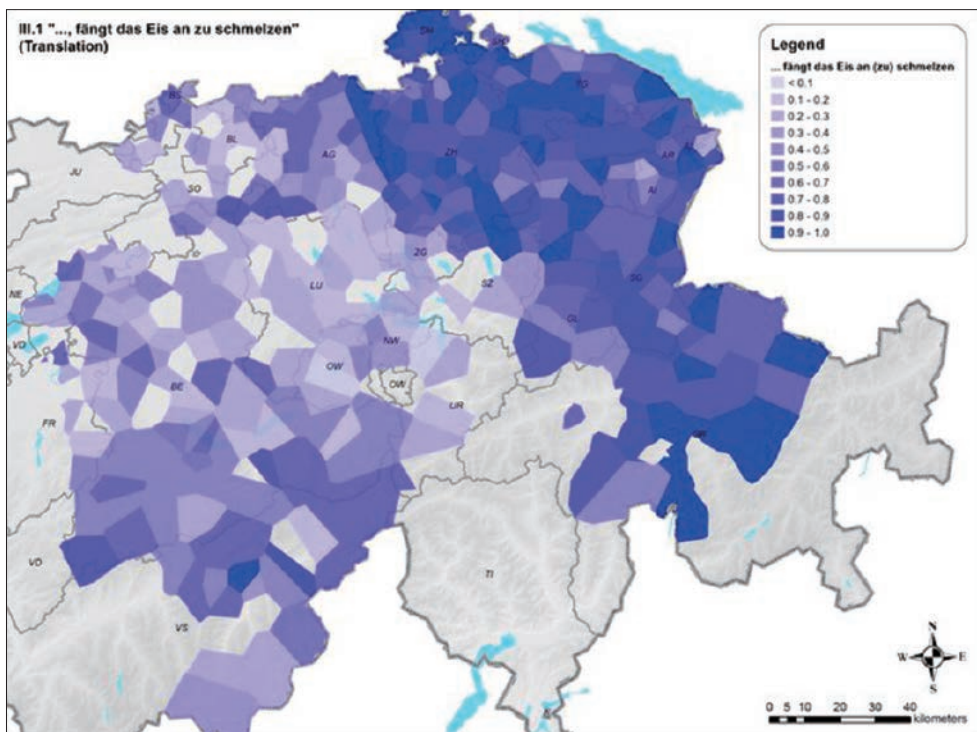 III.1 "..., fängt das Eis an zu schmelzen"
(Translation)
Legend
... fängt das Eis an (zu) schmelzen
< 0.1
0.1 - 0.2
0.2 - 0.3
0.3 - 0.4
0.4 - 0.5
0.5 - 0.6
0.6 - 0.7
0.7 - 0.8
0.8 - 0.9
0.9 - 1.0
SH
TG
BS
BL
AG
ZH
AR
AI
JU
SO
ZG
SZ
SG
LU
NE
GL
NW
VD
OW
OW
BE
UR
FR
GR
VD
TI
VS
N
W
E
S
0 5 10 20 30 40
kilometers